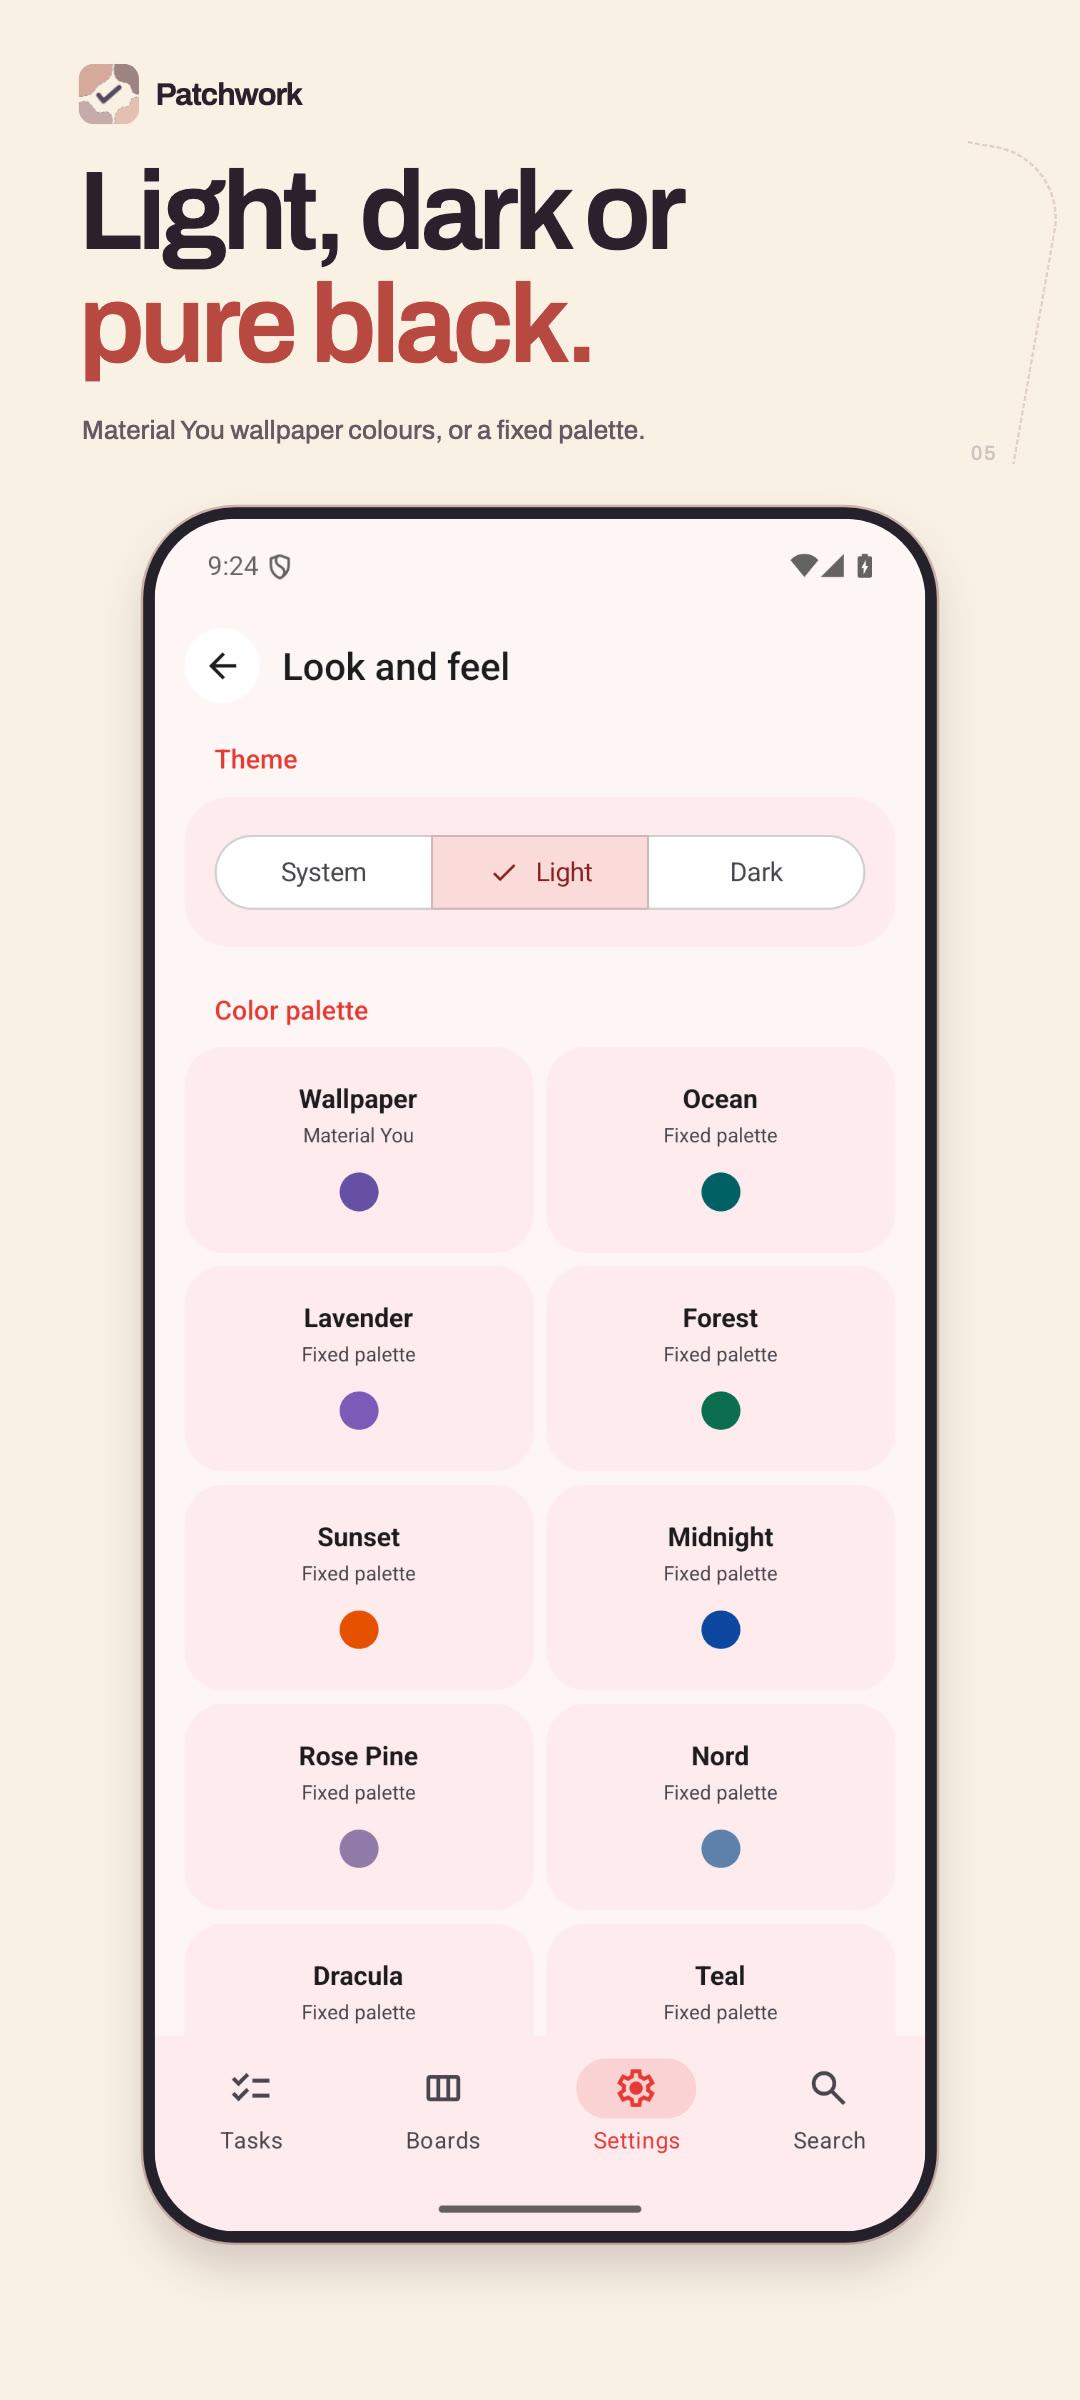 Patchwork
Light, dark or
pure black.
Material You wallpaper colours, or a fixed palette.
05
9:24
Look and feel
Theme
System
Light
Dark
Color palette
Wallpaper
Material You
Ocean
Fixed palette
Lavender
Fixed palette
Forest
Fixed palette
Sunset
Fixed palette
Midnight
Fixed palette
Rose Pine
Fixed palette
Nord
Fixed palette
Dracula
Fixed palette
Teal
Fixed palette
Tasks
Boards
Settings
Search